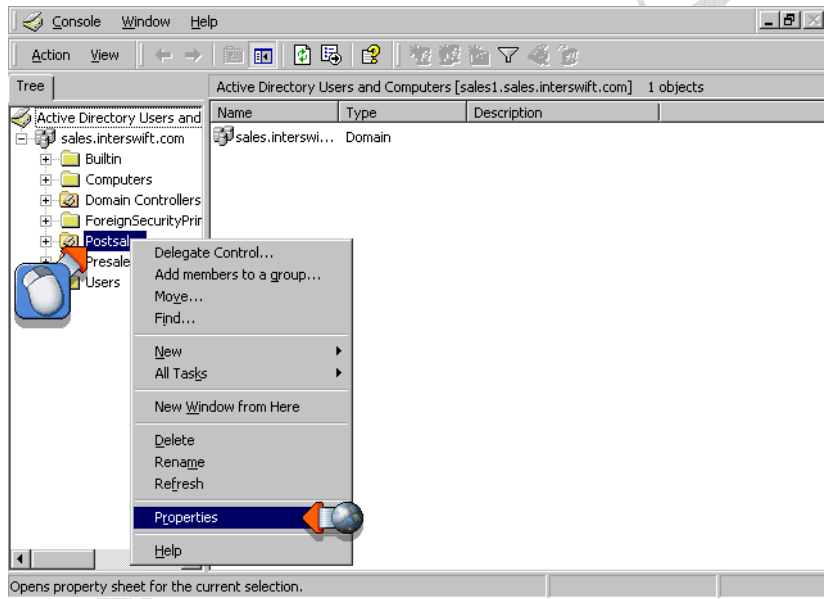 Console Window Help
Action View
Tree
Active Directory Users and Computers [sales1.sales.interswift.com] 1 objects
Active Directory Users and
Name Type Description
sales.interswift.com
sales.interswi... Domain
Builtin
Computers
Domain Controllers
ForeignSecurityPrin
Postsal
Presale
Users
Delegate Control...
Add members to a group...
Move...
Find...
New
All Tasks
New Window from Here
Delete
Rename
Refresh
Properties
Help
Opens property sheet for the current selection.